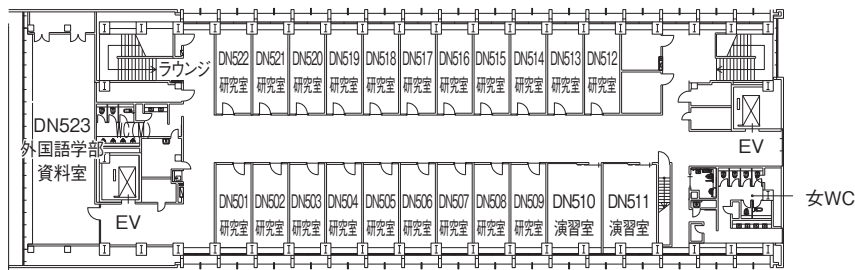 DN522
研究室
DN521
研究室
DN520
研究室
DN519
研究室
DN518
研究室
DN517
研究室
DN516
研究室
DN515
研究室
DN514
研究室
DN513
研究室
DN512
研究室
ラウンジ
DN523
外国語学部
資料室
EV
EV
女WC
DN501
研究室
DN502
研究室
DN503
研究室
DN504
研究室
DN505
研究室
DN506
研究室
DN507
研究室
DN508
研究室
DN509
研究室
DN510
演習室
DN511
演習室